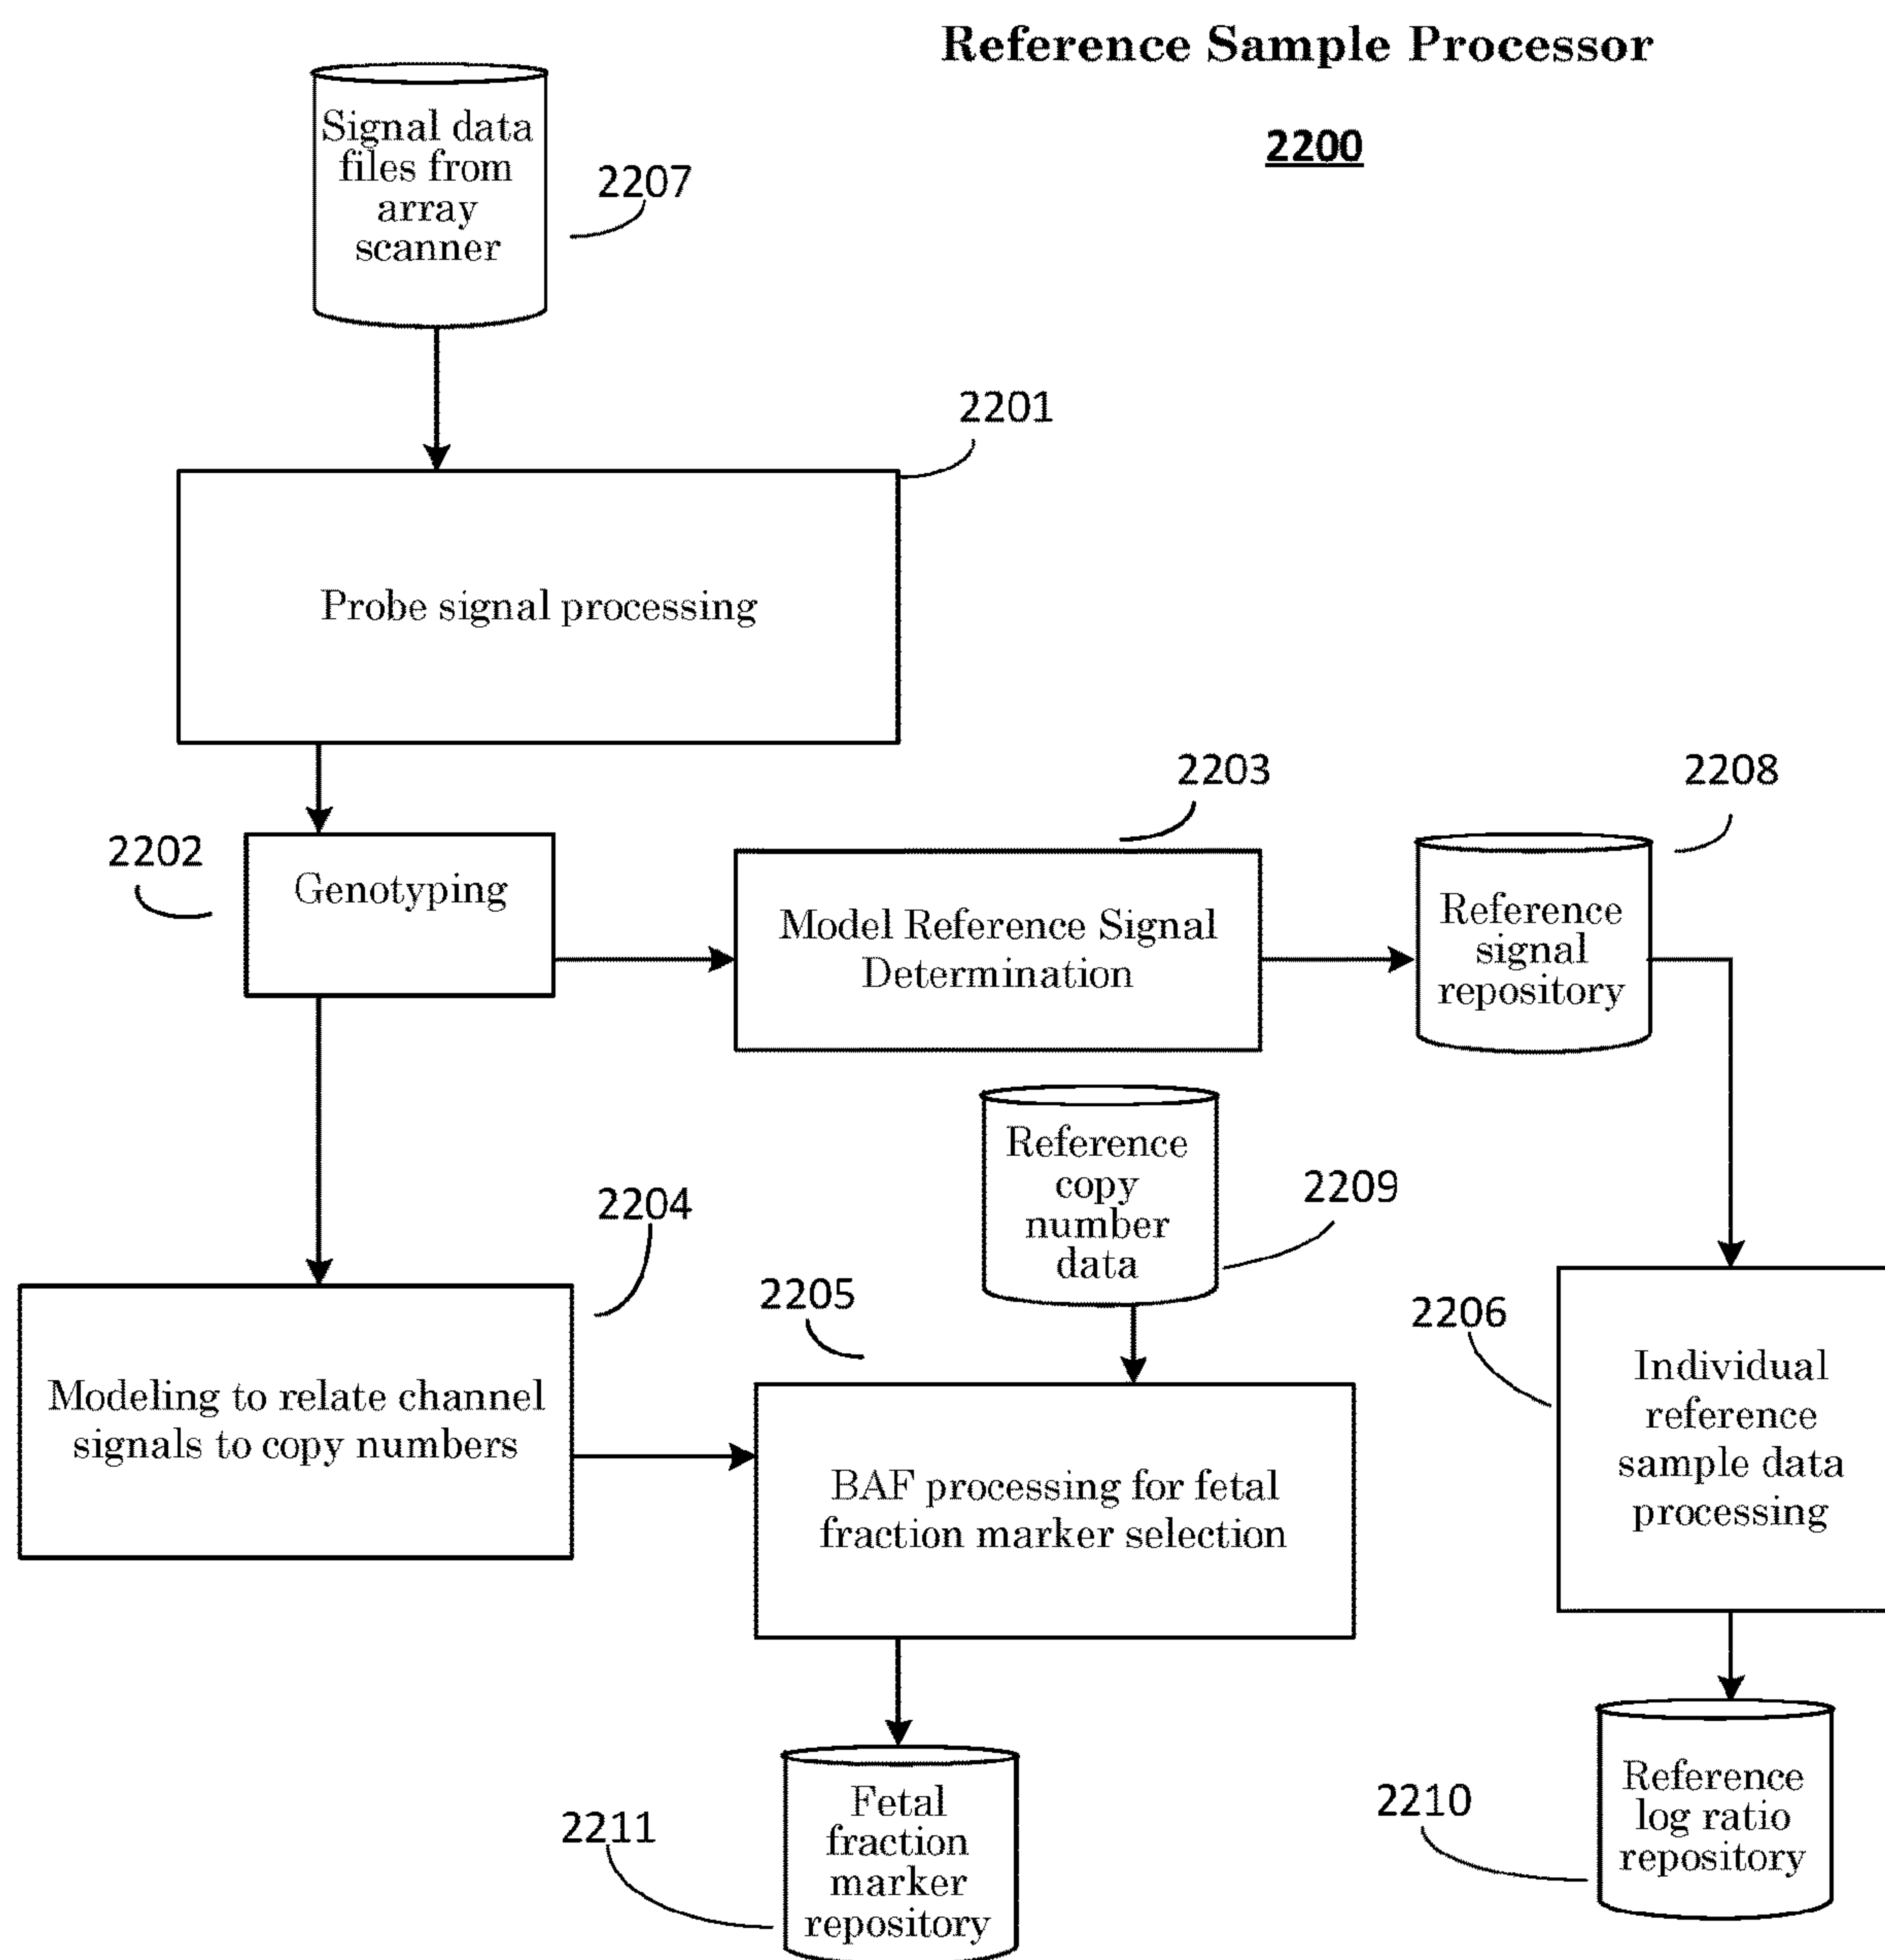 Reference Sample Processor
2200
Signal data
files from
array
scanner
2207
2201
Probe signal processing
2203
2208
2202
Genotyping
Model Reference Signal
Determination
Reference
signal
repository
Reference
copy
number
data
2209
2204
2205
2206
Modeling to relate channel
signals to copy numbers
BAF processing for fetal
fraction marker selection
Individual
reference
sample data
processing
2211
Fetal
fraction
marker
repository
2210
Reference
log ratio
repository